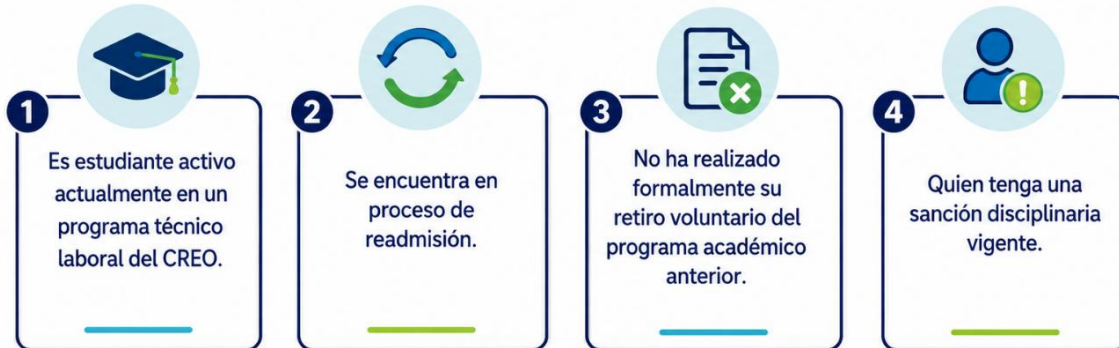 1
Es estudiante activo
actualmente en un
programa técnico
laboral del CREO.
2
Se encuentra en
proceso de
readmisión.
3
No ha realizado
formalmente su
retiro voluntario del
programa académico
anterior.
4
Quien tenga una
sanción disciplinaria
vigente.